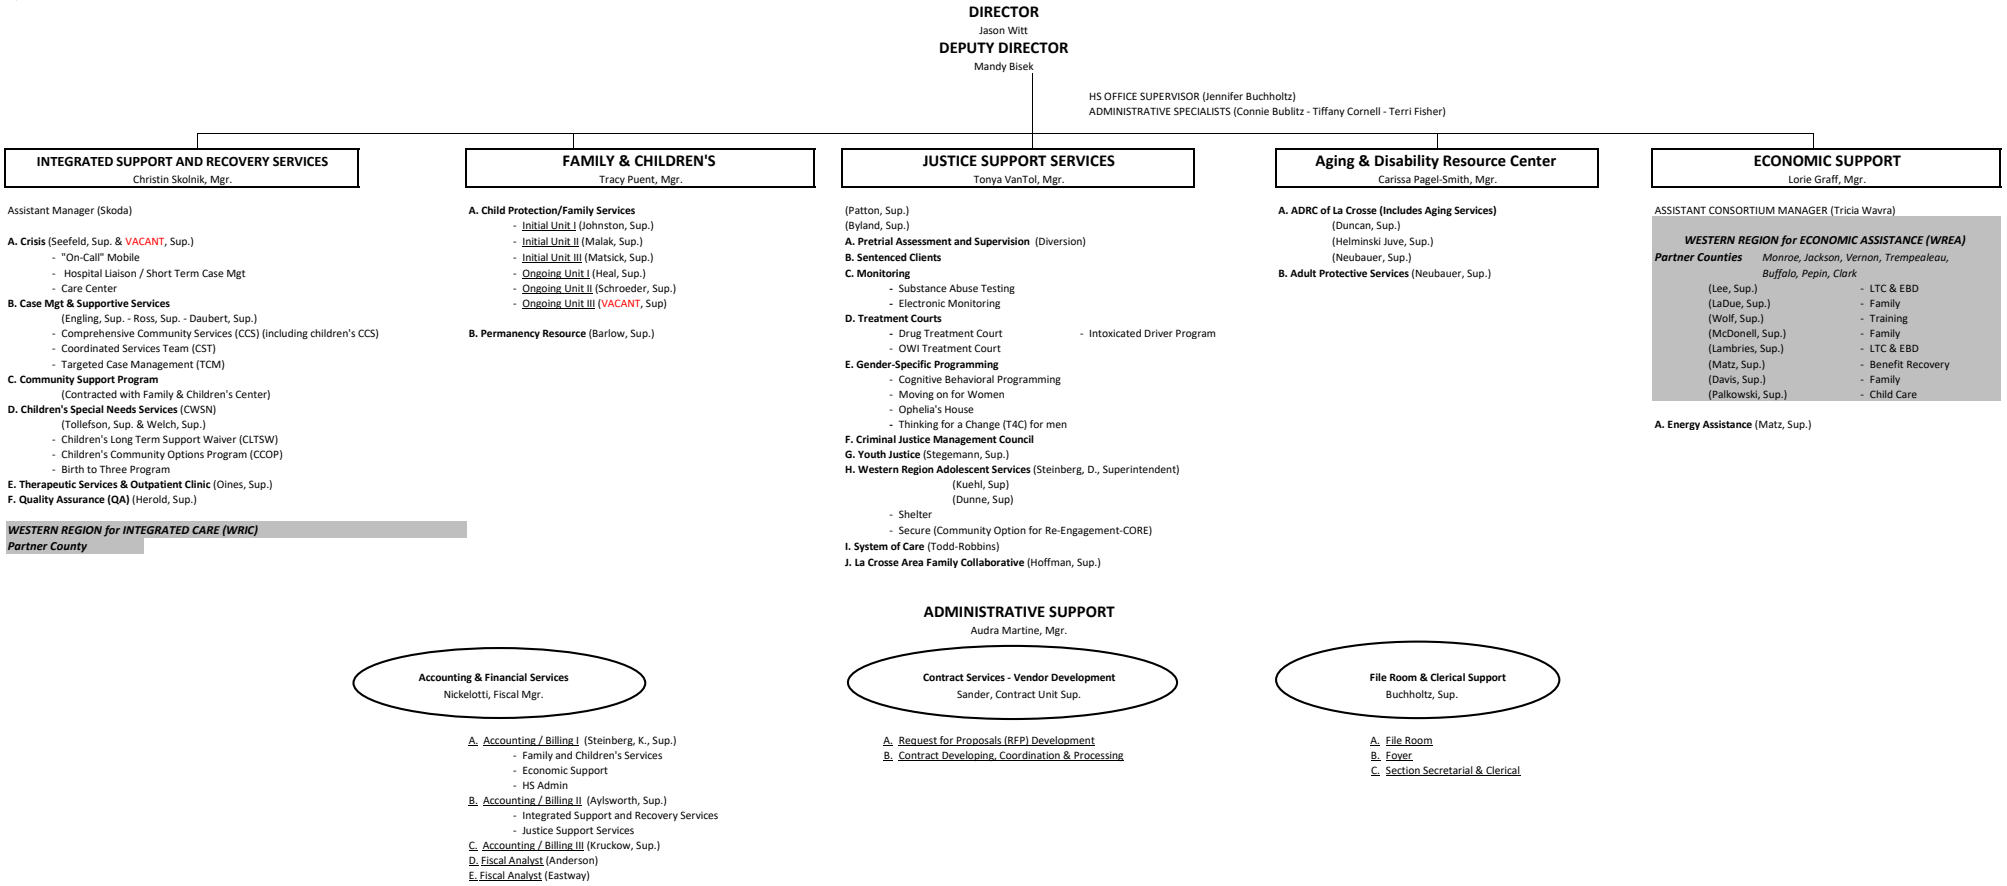 DIRECTOR
Jason Witt
DEPUTY DIRECTOR
Mandy Bisek
HS OFFICE SUPERVISOR (Jennifer Buchholtz)
ADMINISTRATIVE SPECIALISTS (Connie Bublitz - Tiffany Cornell - Terri Fisher)
INTEGRATED SUPPORT AND RECOVERY SERVICES
Christin Skolnik, Mgr.
Assistant Manager (Skoda)
A. Crisis (Seefeld, Sup. & VACANT, Sup.)
- "On-Call" Mobile
- Hospital Liaison / Short Term Case Mgt
- Care Center
B. Case Mgt & Supportive Services
(Engling, Sup. - Ross, Sup. - Daubert, Sup.)
- Comprehensive Community Services (CCS) (including children's CCS)
- Coordinated Services Team (CST)
- Targeted Case Management (TCM)
C. Community Support Program
(Contracted with Family & Children's Center)
D. Children's Special Needs Services (CWSN)
(Tollefson, Sup. & Welch, Sup.)
- Children's Long Term Support Waiver (CLTSW)
- Children's Community Options Program (CCOP)
- Birth to Three Program
E. Therapeutic Services & Outpatient Clinic (Oines, Sup.)
F. Quality Assurance (QA) (Herold, Sup.)
WESTERN REGION for INTEGRATED CARE (WRIC)
Partner County
FAMILY & CHILDREN'S
Tracy Puent, Mgr.
A. Child Protection/Family Services
- Initial Unit I (Johnston, Sup.)
- Initial Unit II (Malak, Sup.)
- Initial Unit III (Matsick, Sup.)
- Ongoing Unit I (Heal, Sup.)
- Ongoing Unit II (Schroeder, Sup.)
- Ongoing Unit III (VACANT, Sup)
B. Permanency Resource (Barlow, Sup.)
JUSTICE SUPPORT SERVICES
Tonya VanTol, Mgr.
(Patton, Sup.)
(Byland, Sup.)
A. Pretrial Assessment and Supervision (Diversion)
B. Sentenced Clients
C. Monitoring
- Substance Abuse Testing
- Electronic Monitoring
D. Treatment Courts
- Drug Treatment Court - Intoxicated Driver Program
- OWI Treatment Court
E. Gender-Specific Programming
- Cognitive Behavioral Programming
- Moving on for Women
- Ophelia's House
- Thinking for a Change (T4C) for men
F. Criminal Justice Management Council
G. Youth Justice (Stegemann, Sup.)
H. Western Region Adolescent Services (Steinberg, D., Superintendent)
(Kuehl, Sup)
(Dunne, Sup)
- Shelter
- Secure (Community Option for Re-Engagement-CORE)
I. System of Care (Todd-Robbins)
J. La Crosse Area Family Collaborative (Hoffman, Sup.)
Aging & Disability Resource Center
Carissa Pagel-Smith, Mgr.
A. ADRC of La Crosse (Includes Aging Services)
(Duncan, Sup.)
(Helminski Juve, Sup.)
(Neubauer, Sup.)
B. Adult Protective Services (Neubauer, Sup.)
ECONOMIC SUPPORT
Lorie Graff, Mgr.
ASSISTANT CONSORTIUM MANAGER (Tricia Wavra)
WESTERN REGION for ECONOMIC ASSISTANCE (WREA)
Partner Counties Monroe, Jackson, Vernon, Trempealeau,
Buffalo, Pepin, Clark
(Lee, Sup.) - LTC & EBD
(LaDue, Sup.) - Family
(Wolf, Sup.) - Training
(McDonell, Sup.) - Family
(Lambries, Sup.) - LTC & EBD
(Matz, Sup.) - Benefit Recovery
(Davis, Sup.) - Family
(Palkowski, Sup.) - Child Care
A. Energy Assistance (Matz, Sup.)
ADMINISTRATIVE SUPPORT
Audra Martine, Mgr.
Accounting & Financial Services
Nickelotti, Fiscal Mgr.
A. Accounting / Billing I (Steinberg, K., Sup.)
- Family and Children's Services
- Economic Support
- HS Admin
B. Accounting / Billing II (Aylsworth, Sup.)
- Integrated Support and Recovery Services
- Justice Support Services
C. Accounting / Billing III (Kruckow, Sup.)
D. Fiscal Analyst (Anderson)
E. Fiscal Analyst (Eastway)
Contract Services - Vendor Development
Sander, Contract Unit Sup.
A. Request for Proposals (RFP) Development
B. Contract Developing, Coordination & Processing
File Room & Clerical Support
Buchholtz, Sup.
A. File Room
B. Foyer
C. Section Secretarial & Clerical